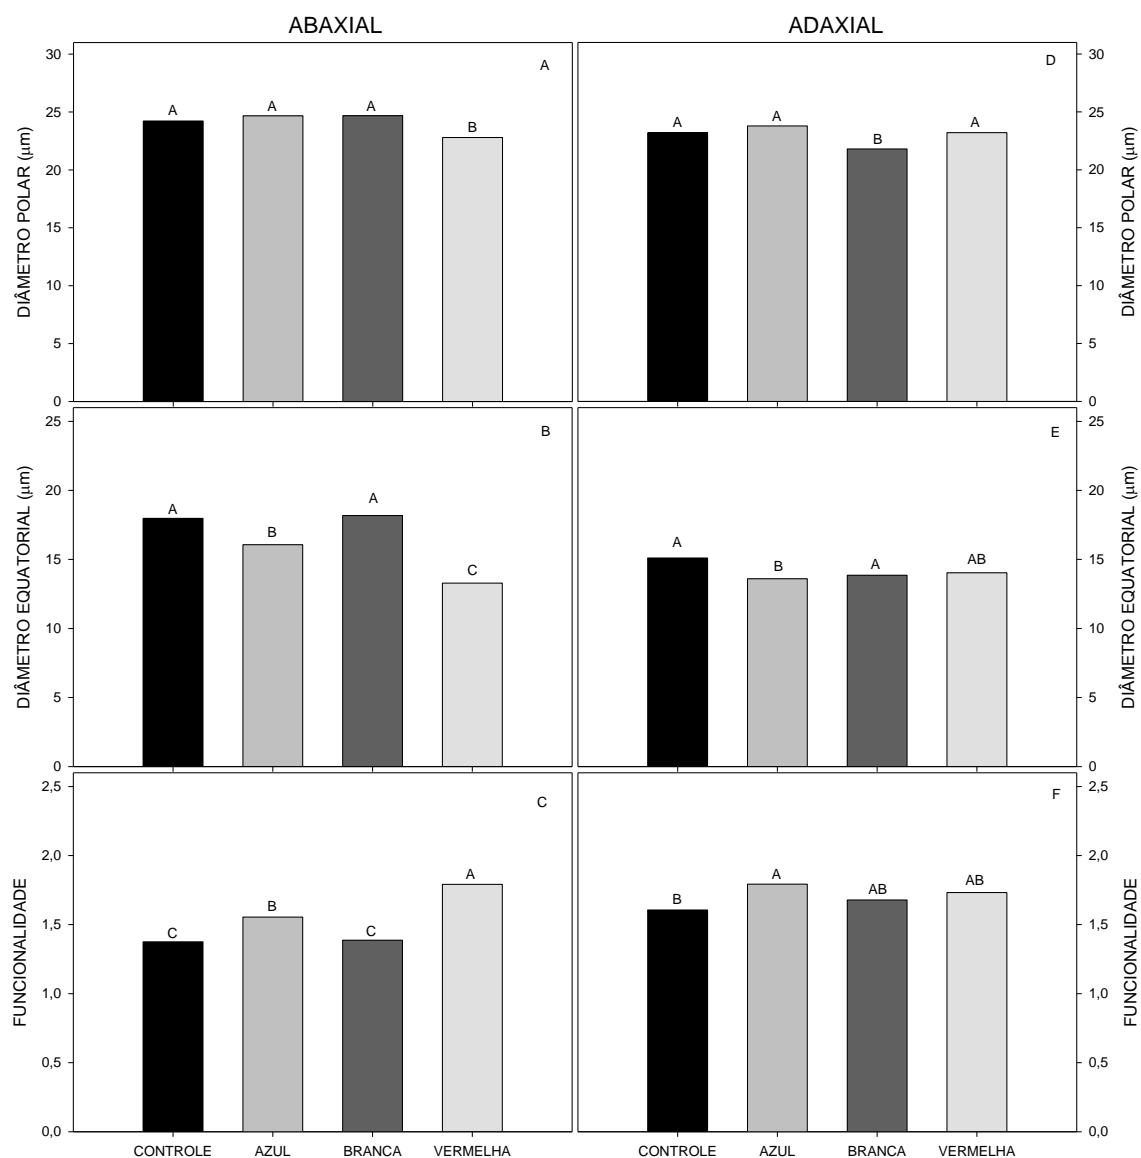 ABAXIAL
ADAXIAL
DIÂMETRO POLAR (µm)
30
25
20
15
10
5
0
A
A
A
A
B
D
A
A
B
A
30
25
20
15
10
5
0
DIÂMETRO POLAR (µm)
DIÂMETRO EQUATORIAL (µm)
25
20
15
10
5
0
B
A
B
A
C
E
A
B
A
AB
25
20
15
10
5
0
DIÂMETRO EQUATORIAL (µm)
FUNCIONALIDADE
2,5
2,0
1,5
1,0
0,5
0,0
C
C
B
C
A
F
B
A
AB
AB
2,5
2,0
1,5
1,0
0,5
0,0
FUNCIONALIDADE
CONTROLE AZUL BRANCA VERMELHA
CONTROLE AZUL BRANCA VERMELHA